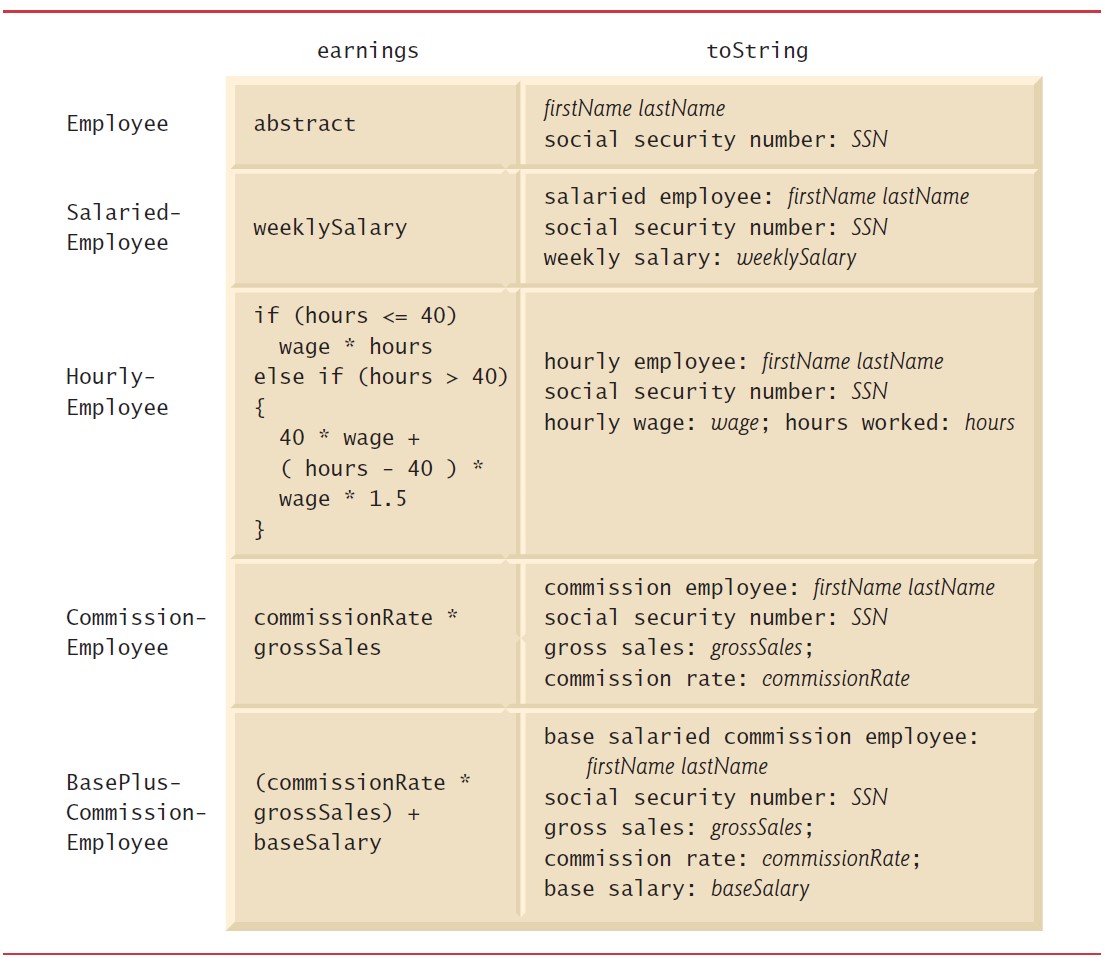 earnings
toString
Employee
abstract
firstName lastName
social security number: SSN
Salaried-
Employee
weeklySalary
salaried employee: firstName lastName
social security number: SSN
weekly salary: weeklySalary
Hourly-
Employee
if (hours <= 40)
  wage * hours
else if (hours > 40)
{
  40 * wage +
  ( hours - 40 ) *
  wage * 1.5
}
hourly employee: firstName lastName
social security number: SSN
hourly wage: wage; hours worked: hours
Commission-
Employee
commissionRate *
grossSales
commission employee: firstName lastName
social security number: SSN
gross sales: grossSales;
commission rate: commissionRate
BasePlus-
Commission-
Employee
(commissionRate *
grossSales) +
baseSalary
base salaried commission employee:
firstName lastName
social security number: SSN
gross sales: grossSales;
commission rate: commissionRate;
base salary: baseSalary